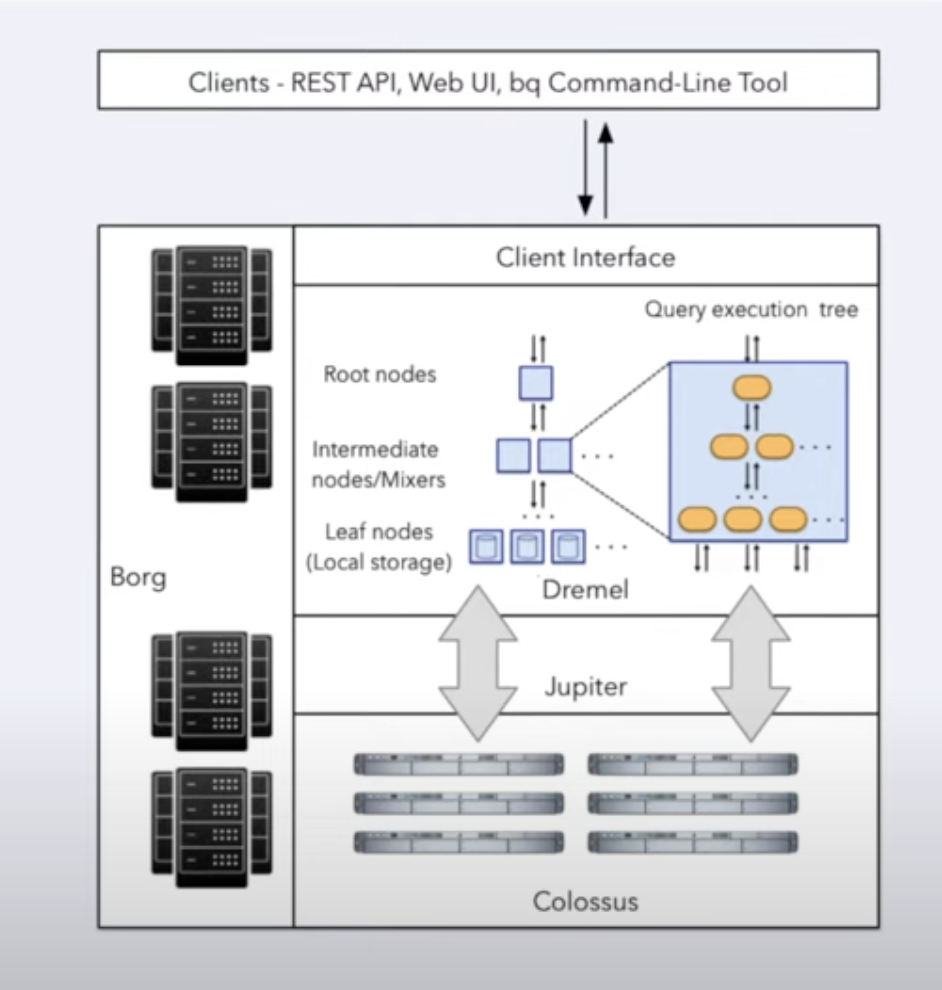 Clients - REST API, Web UI, bq Command-Line Tool
Client Interface
Query execution tree
Root nodes
Intermediate
nodes/Mixers
Leaf nodes
(Local storage)
Borg
Dremel
Jupiter
Colossus